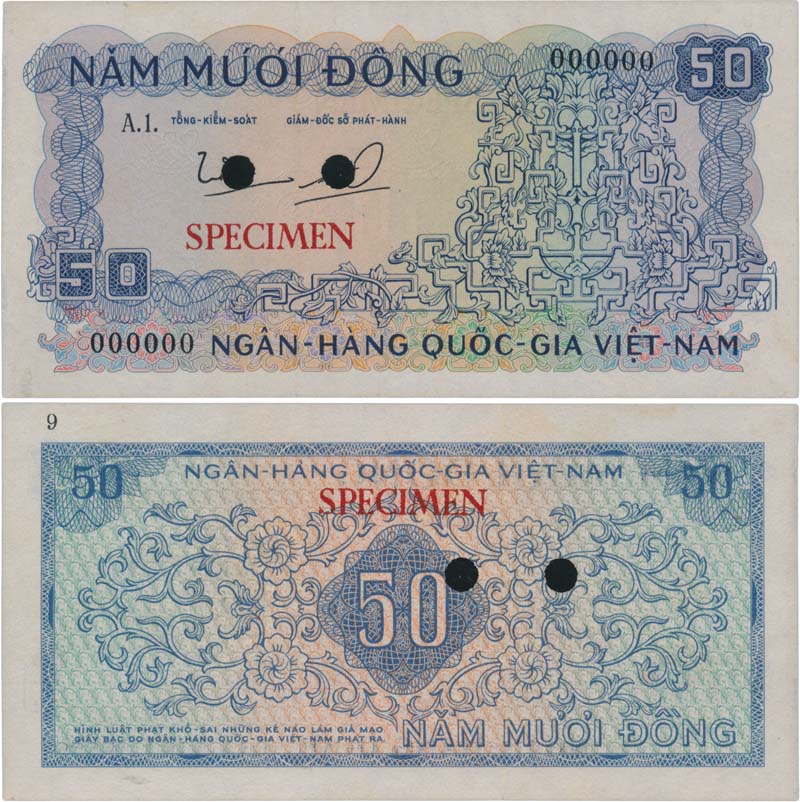 NĂM MƯƠI ĐỒNG
000000
50
A.1.
TỔNG-KIỂM-SOÁT
GIÁM-ĐỐC SỞ PHÁT-HÀNH
SPECIMEN
50
000000 NGÂN-HÀNG QUỐC-GIA VIỆT-NAM
9
50 NGÂN-HÀNG QUỐC-GIA VIỆT-NAM 50
SPECIMEN
50
HÌNH LUẬT PHẠT KHỔ-SAI NHỮNG KẺ NÀO LÀM GIẢ MẠO
GIẤY BẠC DO NGÂN-HÀNG QUỐC-GIA VIỆT-NAM PHÁT RA.
NĂM MƯƠI ĐỒNG